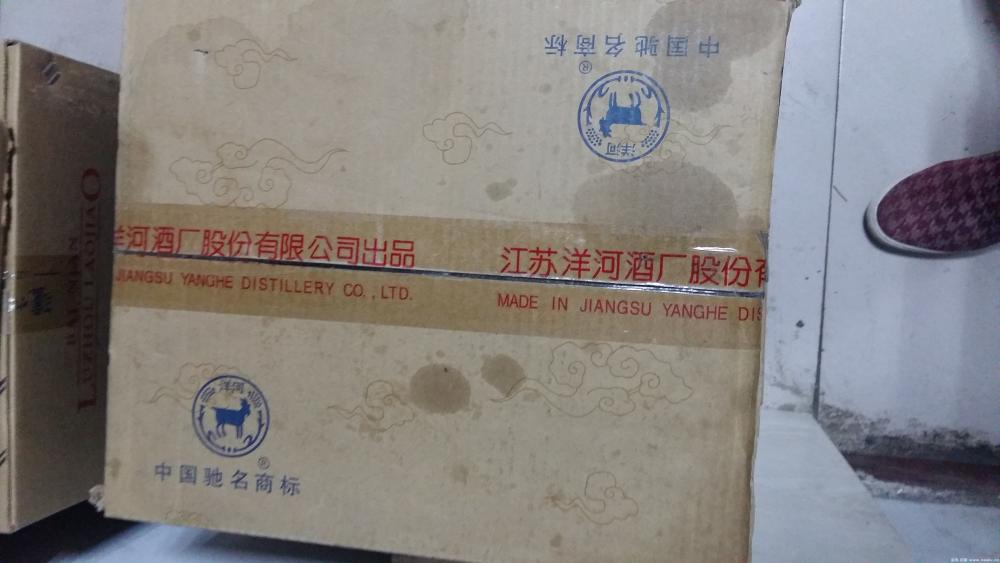 中国驰名商标
®
洋河
洋河酒厂股份有限公司出品
JIANGSU YANGHE DISTILLERY CO.,LTD.
江苏洋河酒厂股份有
MADE IN JIANGSU YANGHE DIS
洋河
®
中国驰名商标